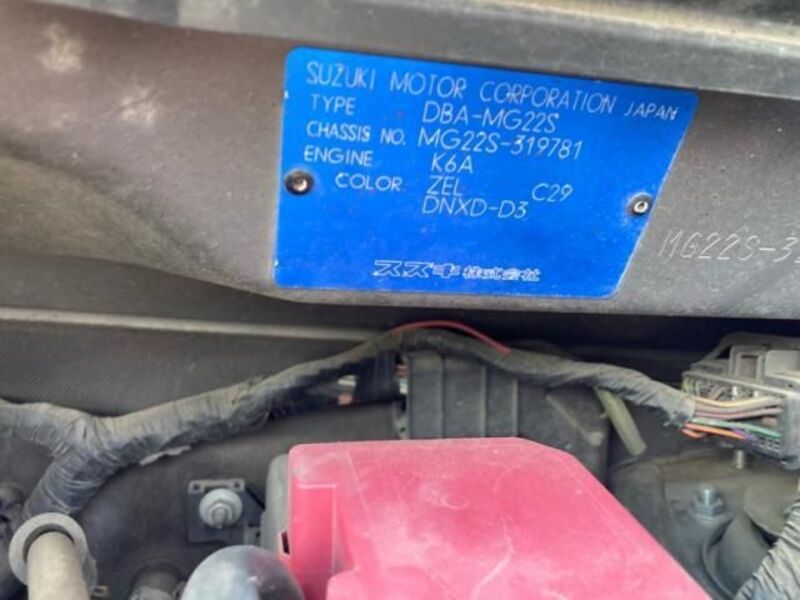 SUZUKI MOTOR CORPORATION JAPAN
TYPE DBA-MG22S
CHASSIS NO. MG22S-319781
ENGINE K6A
COLOR ZEL C29
DNXD-D3
スズキ株式会社
MG22S-3